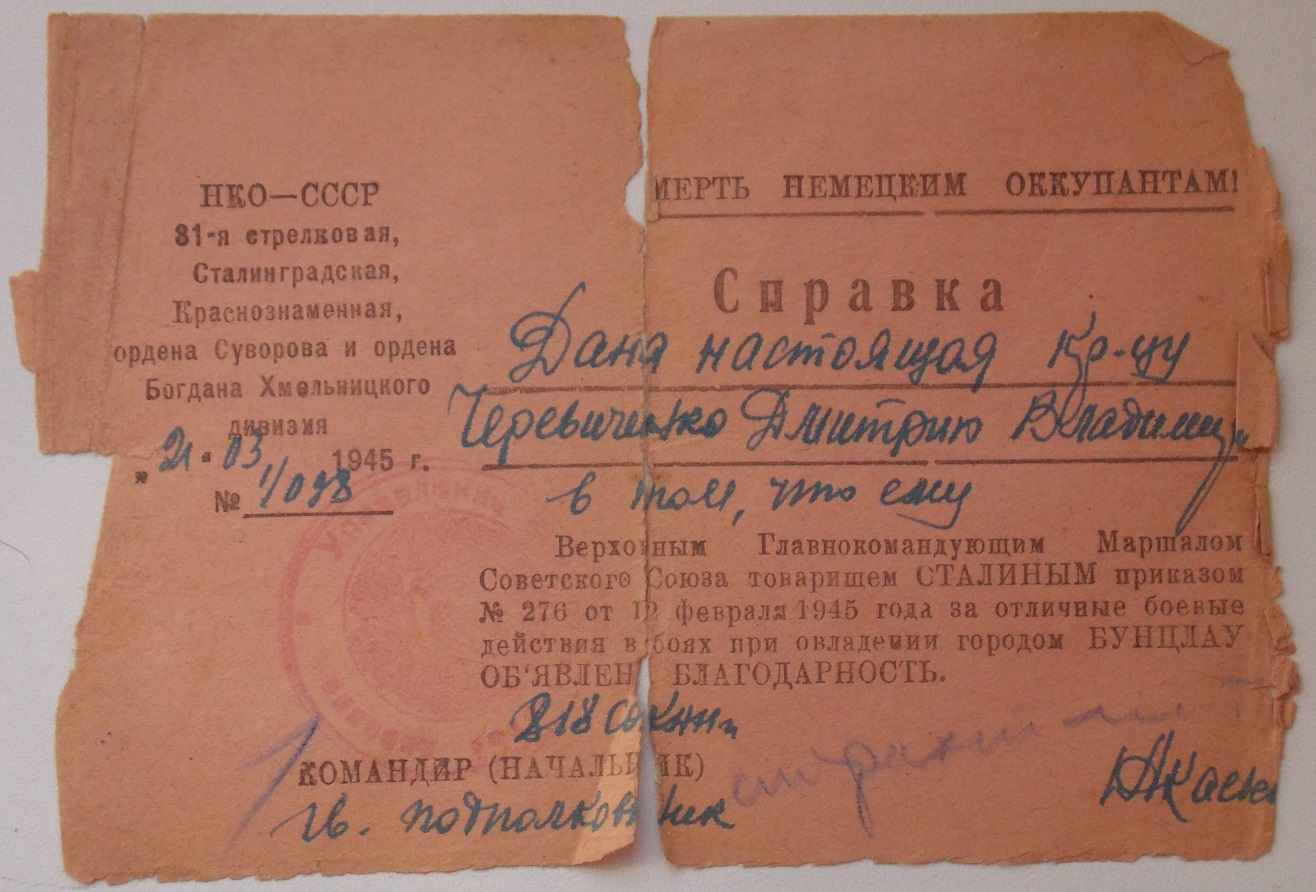 НКО—СССР
81-я стрелковая,
Сталинградская,
Краснознаменная,
ордена Суворова и ордена
Богдана Хмельницкого
дивизия
„21“ 03 1945 г.
№ 1/098
МЕРТЬ НЕМЕЦКИМ ОККУПАНТАМ!
Справка
Дана настоящая Кр-цу
Черевиченко Дмитрию Владимир
в том, что ему
Верховным Главнокомандующим Маршалом
Советского Союза товарищем СТАЛИНЫМ приказом
№ 276 от 12 февраля 1945 года за отличные боевые
действия в боях при овладении городом БУНЦЛАУ
ОБ'ЯВЛЕН БЛАГОДАРНОСТЬ.
КОМАНДИР (НАЧАЛЬНИК)
гв. подполковник